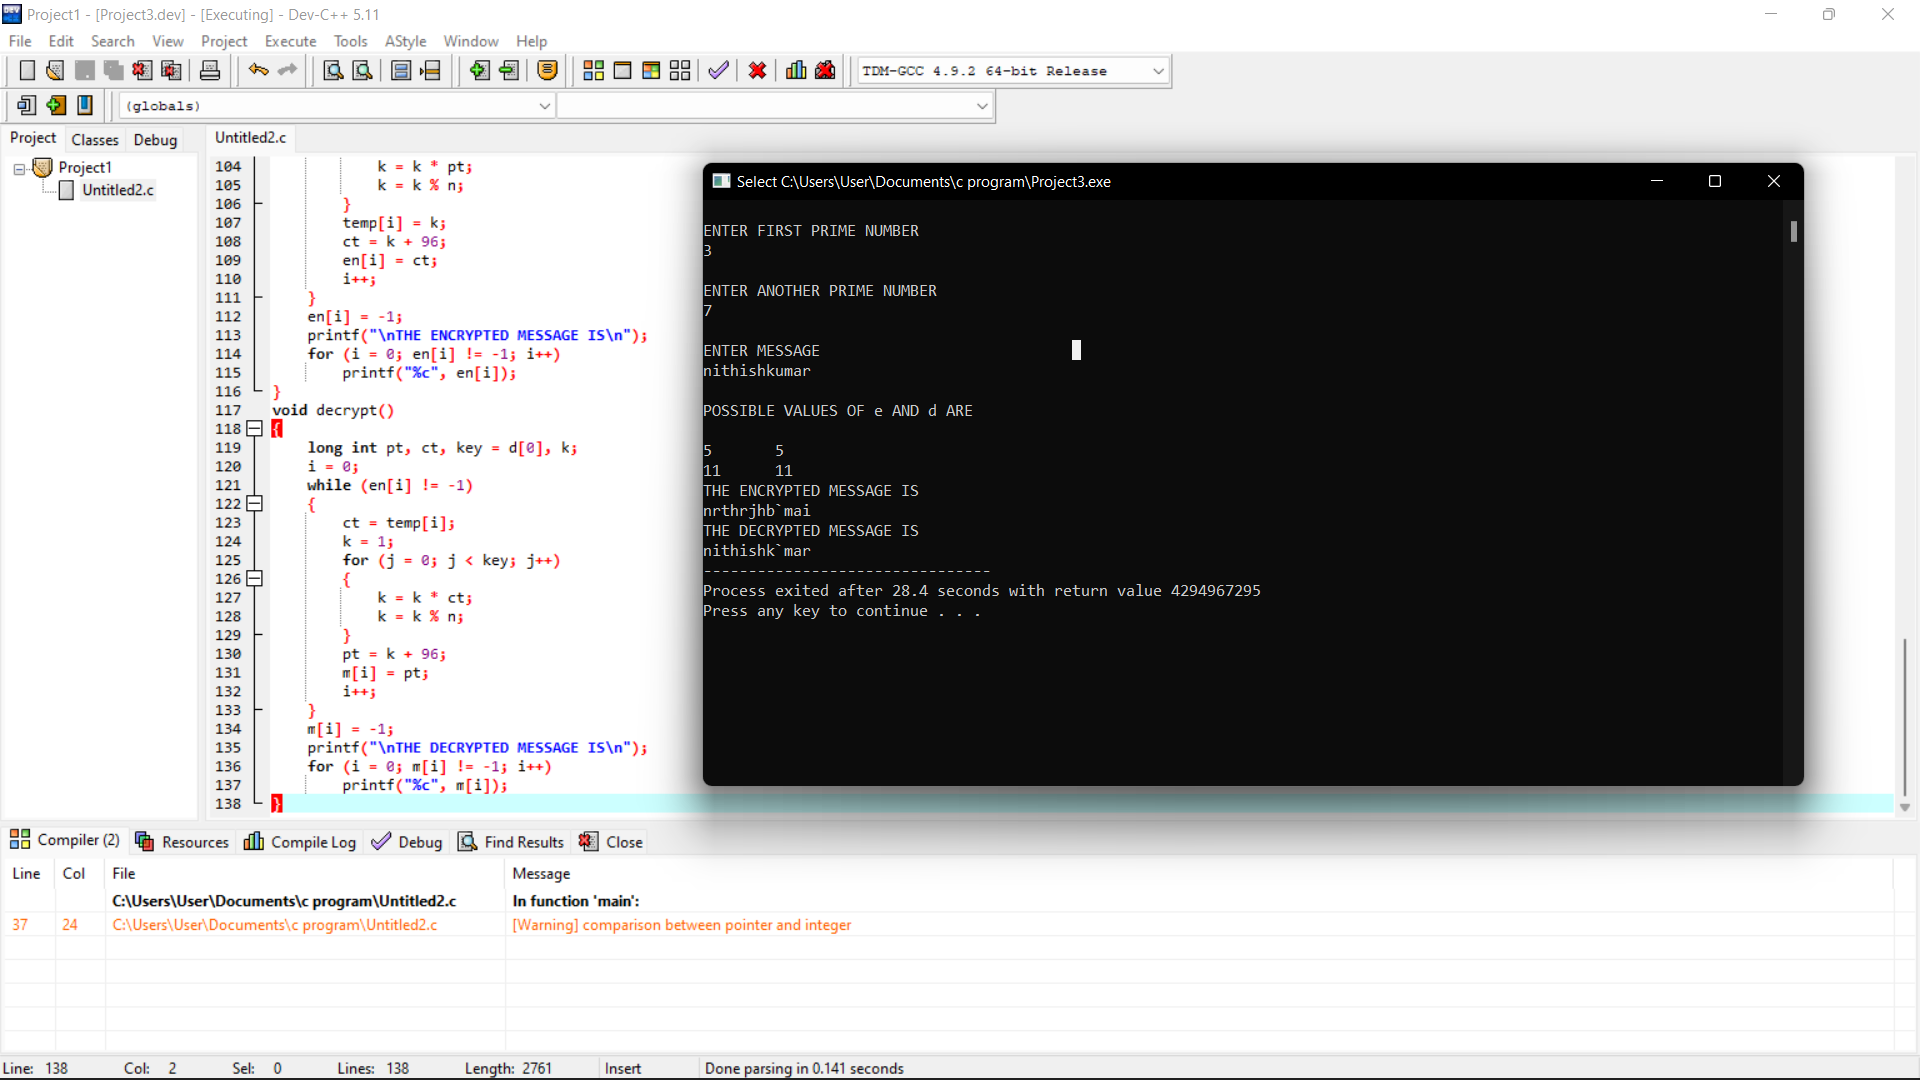 Project1 - [Project3.dev] - [Executing] - Dev-C++ 5.11
File Edit Search View Project Execute Tools AStyle Window Help
TDM-GCC 4.9.2 64-bit Release
(globals)
Project Classes Debug
Untitled2.c
Project1
Untitled2.c
104 k = k * pt;
105 k = k % n;
106 }
107 temp[i] = k;
108 ct = k + 96;
109 en[i] = ct;
110 i++;
111 }
112 en[i] = -1;
113 printf("\nTHE ENCRYPTED MESSAGE IS\n");
114 for (i = 0; en[i] != -1; i++)
115 printf("%c", en[i]);
116 }
117 void decrypt()
118 {
119 long int pt, ct, key = d[0], k;
120 i = 0;
121 while (en[i] != -1)
122 {
123 ct = temp[i];
124 k = 1;
125 for (j = 0; j < key; j++)
126 {
127 k = k * ct;
128 k = k % n;
129 }
130 pt = k + 96;
131 m[i] = pt;
132 i++;
133 }
134 m[i] = -1;
135 printf("\nTHE DECRYPTED MESSAGE IS\n");
136 for (i = 0; m[i] != -1; i++)
137 printf("%c", m[i]);
138 }
Select C:\Users\User\Documents\c program\Project3.exe
ENTER FIRST PRIME NUMBER
3
ENTER ANOTHER PRIME NUMBER
7
ENTER MESSAGE
nithishkumar
POSSIBLE VALUES OF e AND d ARE
5 5
11 11
THE ENCRYPTED MESSAGE IS
nrthrjhb`mai
THE DECRYPTED MESSAGE IS
nithishk`mar
--------------------------------
Process exited after 28.4 seconds with return value 4294967295
Press any key to continue . . .
Compiler (2) Resources Compile Log Debug Find Results Close
Line Col File Message
C:\Users\User\Documents\c program\Untitled2.c In function 'main':
37 24 C:\Users\User\Documents\c program\Untitled2.c [Warning] comparison between pointer and integer
Line: 138 Col: 2 Sel: 0 Lines: 138 Length: 2761 Insert Done parsing in 0.141 seconds